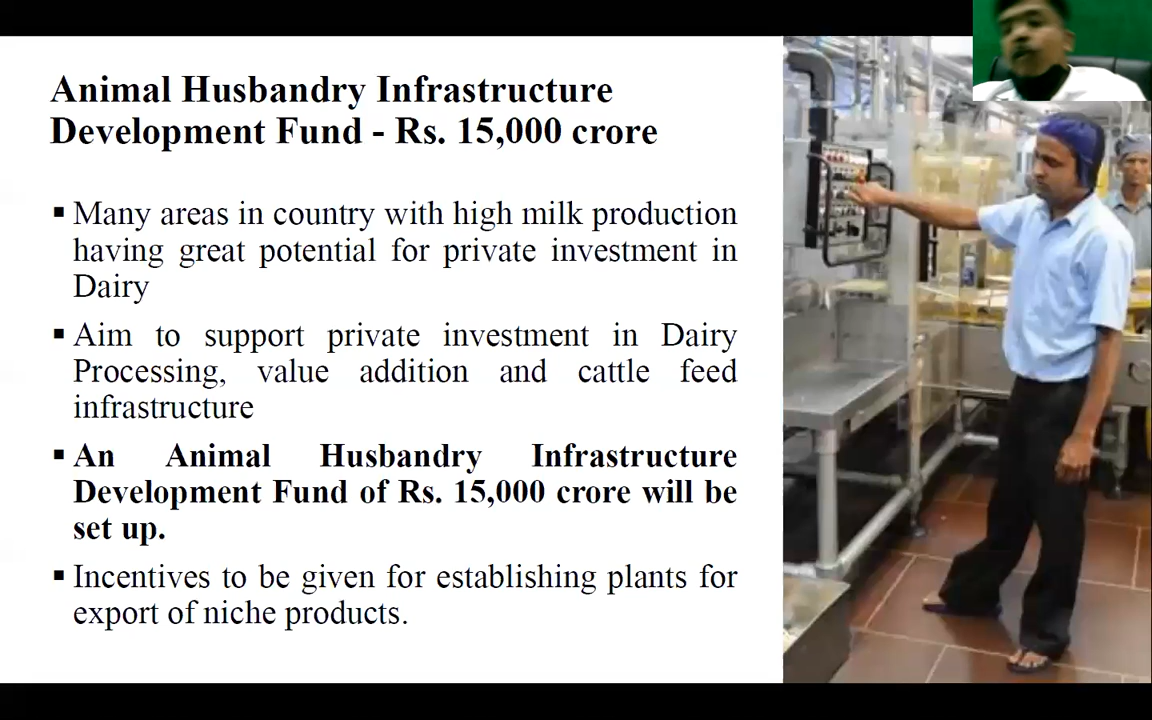 Animal Husbandry Infrastructure
Development Fund - Rs. 15,000 crore
▪ Many areas in country with high milk production
having great potential for private investment in
Dairy
▪ Aim to support private investment in Dairy
Processing, value addition and cattle feed
infrastructure
▪ An Animal Husbandry Infrastructure
Development Fund of Rs. 15,000 crore will be
set up.
▪ Incentives to be given for establishing plants for
export of niche products.